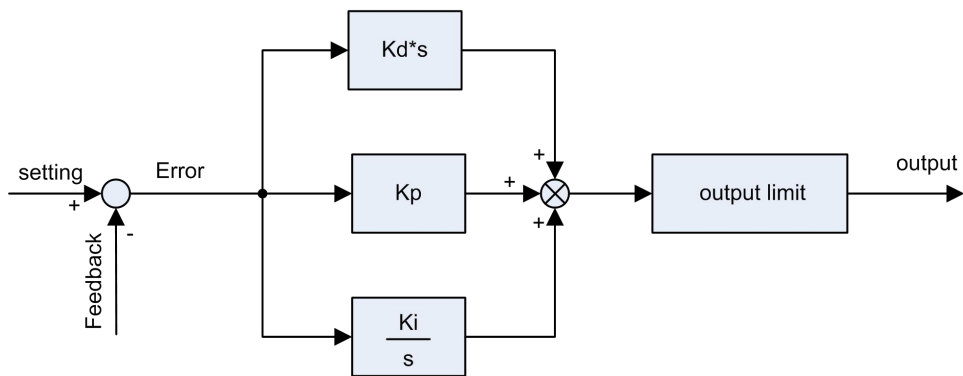 Kd*s
setting
+
Error
Feedback
-
Kp
+
+
+
output limit
output
Ki
s